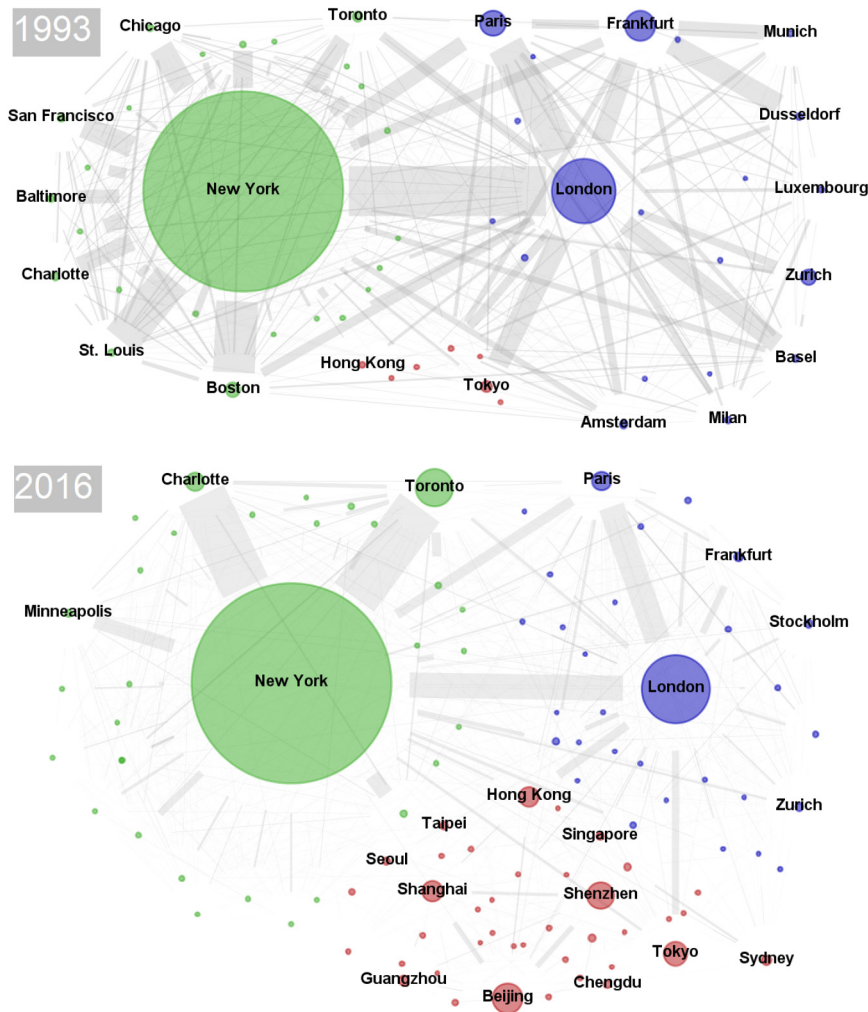 1993
Chicago
Toronto
Paris
Frankfurt
Munich
San Francisco
Dusseldorf
New York
London
Baltimore
Luxembourg
Charlotte
Zurich
St. Louis
Hong Kong
Basel
Boston
Tokyo
Amsterdam
Milan
2016
Charlotte
Toronto
Paris
Frankfurt
Minneapolis
Stockholm
New York
London
Hong Kong
Zurich
Taipei
Singapore
Seoul
Shanghai
Shenzhen
Tokyo
Sydney
Guangzhou
Chengdu
Beijing